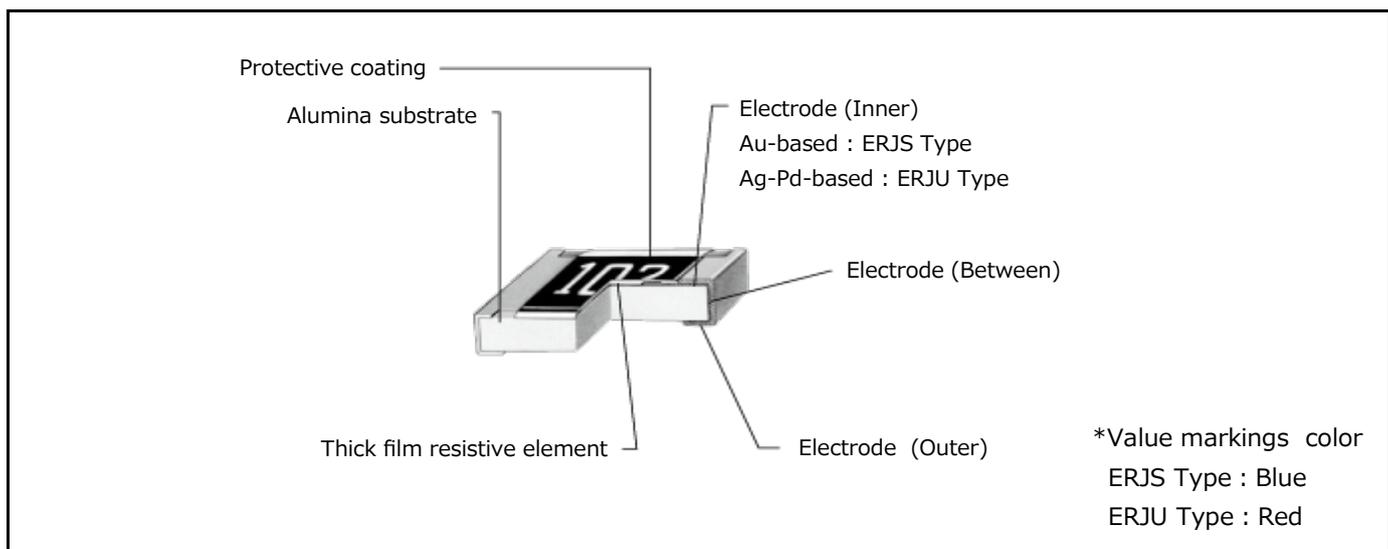 Protective coating
Alumina substrate
Electrode (Inner)
Au-based : ERJS Type
Ag-Pd-based : ERJU Type
102
Electrode (Between)
Thick film resistive element
Electrode (Outer)
*Value markings color
ERJS Type : Blue
ERJU Type : Red